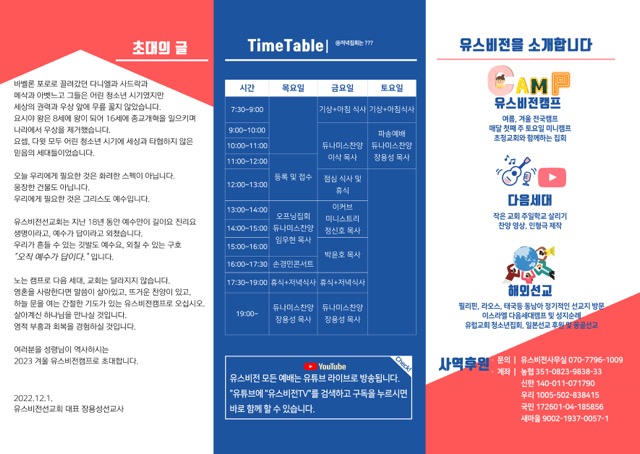 초대의 글
바벨론 포로로 끌려갔던 다니엘과 사드락과
메삭과 아벳느고 그들은 어린 청소년 시기였지만
세상의 권력과 우상 앞에 무릎 꿇지 않았습니다.
요시야 왕은 8세에 왕이 되어 16세에 종교개혁을 일으키며
나라에서 우상을 제거했습니다.
요셉, 다윗 모두 어린 청소년 시기에 세상과 타협하지 않은
믿음의 세대들이었습니다.
오늘 우리에게 필요한 것은 화려한 스펙이 아닙니다.
웅장한 건물도 아닙니다.
우리에게 필요한 것은 그리스도 예수입니다.
유스비전선교회는 지난 18년 동안 예수만이 길이요 진리요
생명이라고, 예수가 답이라고 외쳤습니다.
우리가 흔들 수 있는 깃발도 예수요, 외칠 수 있는 구호
"오직 예수가 답이다." 입니다.
노는 캠프로 다음 세대, 교회는 달라지지 않습니다.
영혼을 사랑한다면 말씀이 살아있고, 뜨거운 찬양이 있고,
하늘 문을 여는 간절한 기도가 있는 유스비전캠프로 오십시오.
살아계신 하나님을 만나실 것입니다.
영적 부흥과 회복을 경험하실 것입니다.
여러분을 성령님이 역사하시는
2023 겨울 유스비전캠프로 초대합니다.
2022.12.1.
유스비전선교회 대표 장용성선교사
TimeTable| @저녁집회는 ???
시간 목요일 금요일 토요일
7:30~9:00 기상+아침 식사 기상+아침식사
9:00~10:00
10:00~11:00
11:00~12:00
듀나미스찬양
이삭 목사
파송예배
듀나미스찬양
장용성 목사
12:00~13:00 등록 및 접수 점심 식사 및
휴식
13:00~14:00
14:00~15:00
15:00~16:00
오프닝집회
듀나미스찬양
임우현 목사
이커브
미니스트리
정신호 목사
박윤호 목사
16:00~17:30 손경민콘서트
17:30~19:00 휴식+저녁식사 휴식+저녁식사
19:00~ 듀나미스찬양
장용성 목사
듀나미스찬양
장용성 목사
YouTube
Check!
유스비전 모든 예배는 유튜브 라이브로 방송됩니다.
"유튜브에 "유스비전TV"를 검색하고 구독을 누르시면
바로 함께 할 수 있습니다.
유스비전을 소개합니다
CAMP
유스비전캠프
여름, 겨울 전국캠프
매달 첫째 주 토요일 미니캠프
초청교회와 함께하는 집회
다음세대
작은 교회 주일학교 살리기
찬양 영상, 인형극 제작
해외선교
필리핀, 라오스, 태국등 동남아 정기적인 선교지 방문
이스라엘 다음세대캠프 및 성지순례
유럽교회 청소년집회, 일본선교 후원 및 몽골선교
사역후원
· 문의 | 유스비전사무실 070-7796-1009
· 계좌 | 농협 351-0823-9838-33
신한 140-011-071790
우리 1005-502-838415
국민 172601-04-185856
새마을 9002-1937-0057-1